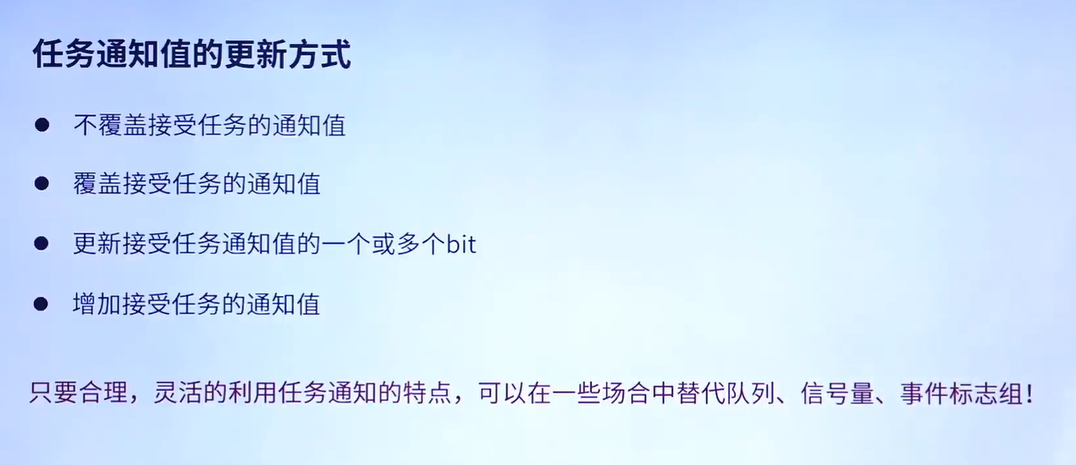 任务通知值的更新方式
● 不覆盖接受任务的通知值
● 覆盖接受任务的通知值
● 更新接受任务通知值的一个或多个bit
● 增加接受任务的通知值
只要合理，灵活的利用任务通知的特点，可以在一些场合中替代队列、信号量、事件标志组！